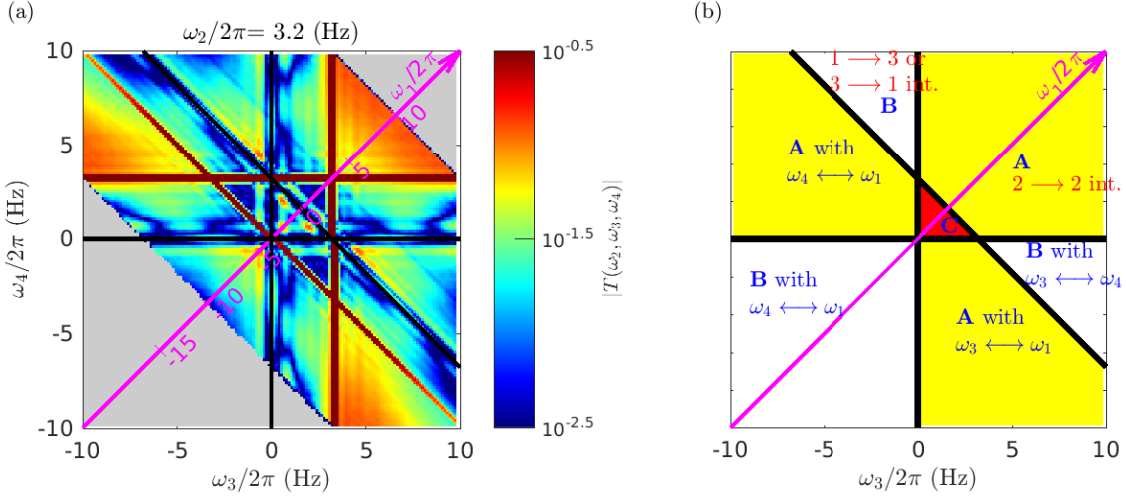 (a)
ω₂/2π= 3.2 (Hz)
10
5
0
-5
-10
ω₄/2π (Hz)
-10
-5
0
5
10
ω₃/2π (Hz)
ω₁/2π
10
5
0
-5
-10
-15
10^-0.5
10^-1.5
10^-2.5
|T(ω₂, ω₃, ω₄)|
(b)
1 ⟶ 3 or
3 ⟶ 1 int.
B
ω₁/2π
A with
ω₄ ⟷ ω₁
A
2 ⟶ 2 int.
C
B with
ω₄ ⟷ ω₁
B with
ω₃ ⟷ ω₄
A with
ω₃ ⟷ ω₁
-10
-5
0
5
10
ω₃/2π (Hz)